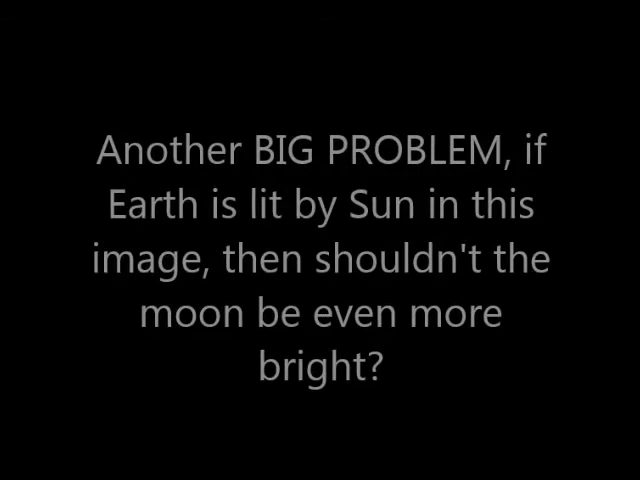 Another BIG PROBLEM, if
Earth is lit by Sun in this
image, then shouldn't the
moon be even more
bright?